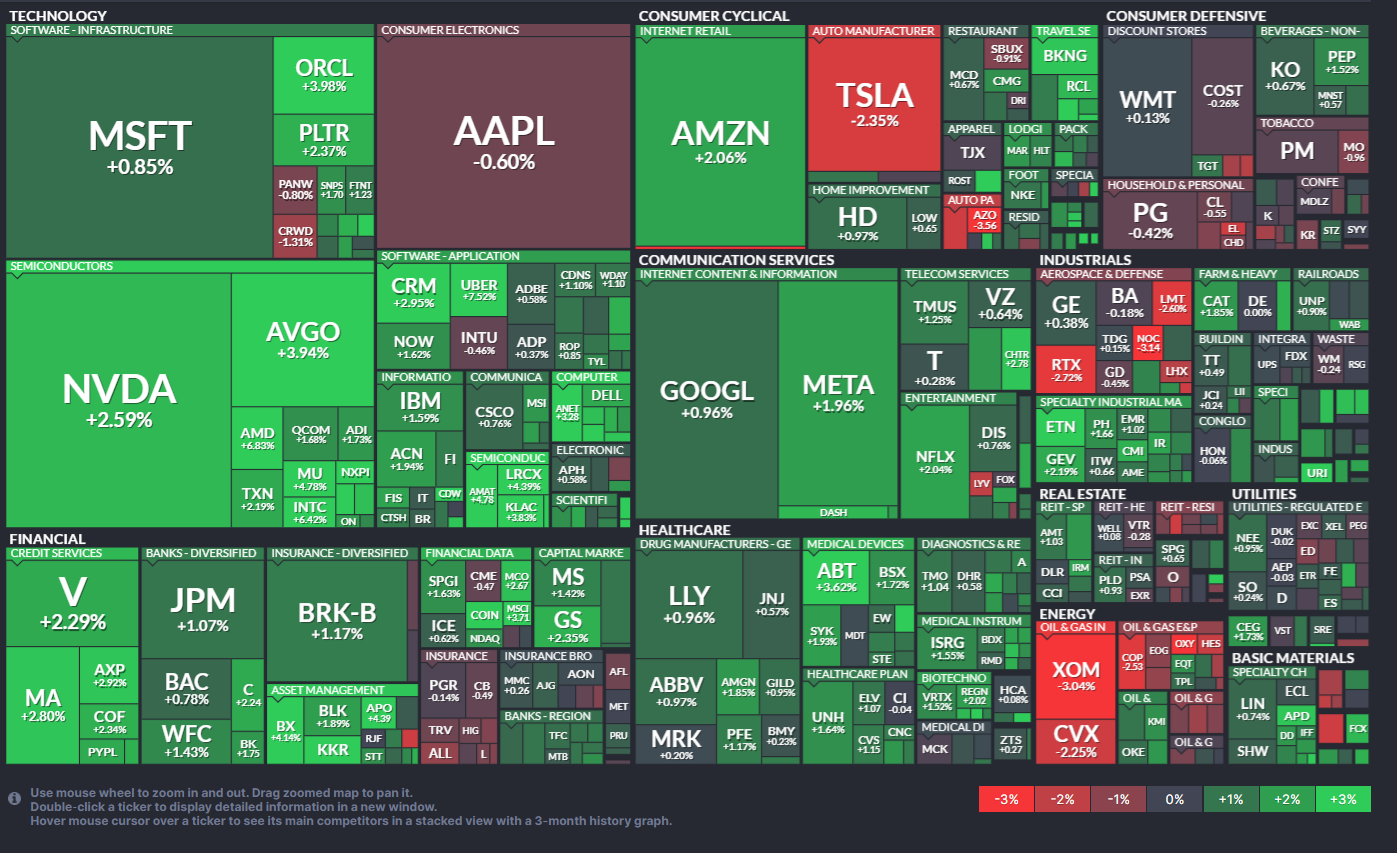 TECHNOLOGY
SOFTWARE - INFRASTRUCTURE
MSFT
+0.85%
ORCL
+3.98%
PLTR
+2.37%
PANW
-0.80%
SNPS
+1.70
FTNT
+1.23
CRWD
-1.31%
CONSUMER ELECTRONICS
AAPL
-0.60%
SEMICONDUCTORS
NVDA
+2.59%
AVGO
+3.94%
AMD
+6.83%
QCOM
+1.68%
ADI
+1.73%
TXN
+2.19%
MU
+4.78%
NXPI
INTC
+6.42%
ON
SOFTWARE - APPLICATION
CRM
+2.95%
UBER
+7.52%
ADBE
+0.58%
CDNS
+1.10%
WDAY
+1.10
NOW
+1.62%
INTU
-0.46%
ADP
+0.37%
ROP
+0.85
TYL
INFORMATIO
IBM
+1.59%
ACN
+1.94%
FI
FIS
IT
CDW
CTSH
BR
COMMUNICA
CSCO
+0.76%
MSI
COMPUTER
ANET
+3.28
DELL
SEMICONDUC
AMAT
+4.78
LRCX
+4.39%
KLAC
+3.83%
ELECTRONIC
APH
+0.58%
SCIENTIFI
CONSUMER CYCLICAL
INTERNET RETAIL
AMZN
+2.06%
AUTO MANUFACTURER
TSLA
-2.35%
HOME IMPROVEMENT
HD
+0.97%
LOW
+0.65
RESTAURANT
MCD
+0.67%
SBUX
-0.91%
CMG
DRI
TRAVEL SE
BKNG
RCL
APPAREL
TJX
ROST
LODGI
MAR
HLT
PACK
FOOT
NKE
SPECIA
AUTO PA
AZO
-3.56
RESID
CONSUMER DEFENSIVE
DISCOUNT STORES
WMT
+0.13%
COST
-0.26%
TGT
BEVERAGES - NON-
KO
+0.67%
PEP
+1.52%
MNST
+0.57
TOBACCO
PM
MO
-0.96
HOUSEHOLD & PERSONAL
PG
-0.42%
CL
-0.55
EL
CHD
K
CONFE
MDLZ
KR
STZ
SYY
COMMUNICATION SERVICES
INTERNET CONTENT & INFORMATION
GOOGL
+0.96%
META
+1.96%
DASH
TELECOM SERVICES
TMUS
+1.25%
VZ
+0.64%
T
+0.28%
CHTR
+2.78
ENTERTAINMENT
NFLX
+2.04%
DIS
+0.76%
LYV
FOX
INDUSTRIALS
AEROSPACE & DEFENSE
GE
+0.38%
BA
-0.18%
LMT
-2.60%
RTX
-2.72%
TDG
+0.15%
NOC
-3.14
GD
-0.45%
LHX
FARM & HEAVY
CAT
+1.85%
DE
0.00%
RAILROADS
UNP
+0.90%
WAB
BUILDIN
TT
+0.49
JCI
+0.24
LII
INTEGRA
UPS
FDX
WASTE
WM
-0.24
RSG
SPECIALTY INDUSTRIAL MA
ETN
PH
+1.66
EMR
+1.02
GEV
+2.19%
ITW
+0.66
CMI
IR
AME
SPECI
CONGLO
HON
-0.06%
INDUS
URI
FINANCIAL
CREDIT SERVICES
V
+2.29%
MA
+2.80%
AXP
+2.92%
COF
+2.34%
PYPL
BANKS - DIVERSIFIED
JPM
+1.07%
BAC
+0.78%
C
+2.24
WFC
+1.43%
BK
+1.75
INSURANCE - DIVERSIFIED
BRK-B
+1.17%
ASSET MANAGEMENT
BX
+4.14%
BLK
+1.89%
APO
+4.39
KKR
RJF
STT
FINANCIAL DATA
SPGI
+1.63%
CME
-0.47
MCO
+2.67
ICE
+0.62%
COIN
MSCI
+3.71
NDAQ
CAPITAL MARKE
MS
+1.42%
GS
+2.35%
INSURANCE
PGR
-0.14%
CB
-0.49
TRV
HIG
ALL
L
INSURANCE BRO
MMC
+0.26
AJG
AON
AFL
MET
PRU
BANKS - REGION
TFC
MTB
HEALTHCARE
DRUG MANUFACTURERS - GE
LLY
+0.96%
JNJ
+0.57%
ABBV
+0.97%
AMGN
+1.85%
GILD
+0.95%
MRK
+0.20%
PFE
+1.17%
BMY
+0.23%
MEDICAL DEVICES
ABT
+3.62%
BSX
+1.72%
SYK
+1.93%
MDT
EW
STE
DIAGNOSTICS & RE
TMO
+1.04
DHR
+0.58
A
MEDICAL INSTRUM
ISRG
+1.55%
BDX
RMD
HEALTHCARE PLAN
UNH
+1.64%
ELV
+1.07
CI
-0.04
CVS
+1.15
CNC
BIOTECHNO
VRTX
+1.52%
REGN
+2.02
HCA
+0.08%
MEDICAL DI
MCK
ZTS
+0.27
REAL ESTATE
REIT - SP
AMT
+1.03
DLR
IRM
CCI
REIT - HE
WELL
+0.08
VTR
-0.28
REIT - RESI
SPG
+0.65
REIT - IN
PLD
+0.93
PSA
EXR
O
UTILITIES
UTILITIES - REGULATED E
NEE
+0.95%
DUK
-0.02
EXC
XEL
PEG
ED
SO
+0.24%
AEP
-0.03
ETR
FE
D
ES
CEG
+1.73%
VST
SRE
ENERGY
OIL & GAS IN
XOM
-3.04%
CVX
-2.25%
OIL & GAS E&P
COP
-2.53
EOG
OXY
HES
EQT
TPL
OIL &
KMI
OKE
OIL & G
OIL & G
BASIC MATERIALS
SPECIALTY CH
LIN
+0.74%
ECL
APD
DD
IFF
SHW
FCX
Use mouse wheel to zoom in and out. Drag zoomed map to pan it.
Double-click a ticker to display detailed information in a new window.
Hover mouse cursor over a ticker to see its main competitors in a stacked view with a 3-month history graph.
-3%
-2%
-1%
0%
+1%
+2%
+3%